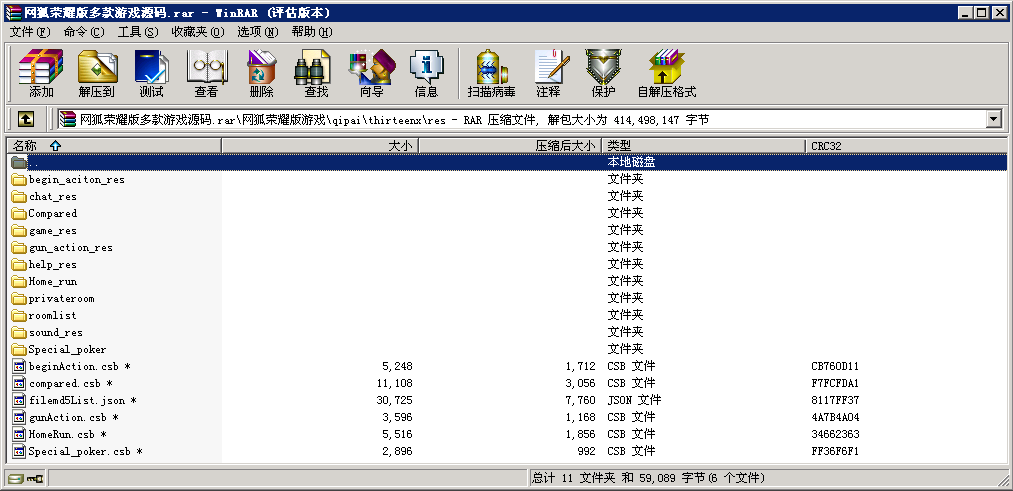 网狐荣耀版多款游戏源码.rar - WinRAR (评估版本)
文件(F) 命令(C) 工具(S) 收藏夹(O) 选项(N) 帮助(H)
添加 解压到 测试 查看 删除 查找 向导 信息 扫描病毒 注释 保护 自解压格式
网狐荣耀版多款游戏源码.rar\网狐荣耀版游戏\qipai\thirteenx\res - RAR 压缩文件, 解包大小为 414,498,147 字节
名称 大小 压缩后大小 类型 CRC32
.. 本地磁盘
begin_aciton_res 文件夹
chat_res 文件夹
Compared 文件夹
game_res 文件夹
gun_action_res 文件夹
help_res 文件夹
Home_run 文件夹
privateroom 文件夹
roomlist 文件夹
sound_res 文件夹
Special_poker 文件夹
beginAction.csb * 5,248 1,712 CSB 文件 CB760D11
compared.csb * 11,108 3,056 CSB 文件 F7FCFDA1
filemd5List.json * 30,725 7,760 JSON 文件 8117FF37
gunAction.csb * 3,596 1,168 CSB 文件 4A7B4A04
HomeRun.csb * 5,516 1,856 CSB 文件 34662363
Special_poker.csb * 2,896 992 CSB 文件 FF36F6F1
总计 11 文件夹 和 59,089 字节(6 个文件)